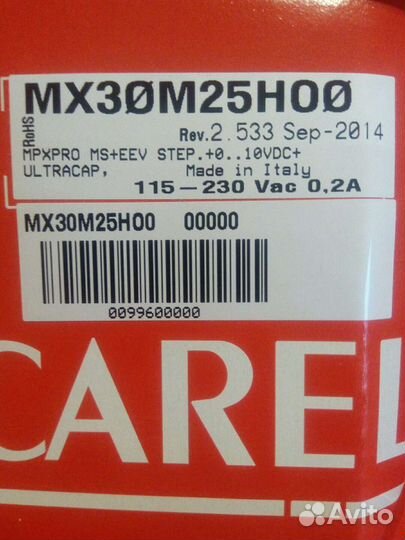 RoHS
MX3ØM25HOØ
Rev.2.533 Sep-2014
MPXPRO MS+EEV STEP.+0..10VDC+
ULTRACAP, Made in Italy
115-230 Vac 0,2A
MX30M25H00 00000
0099600000
CAREL
Avito